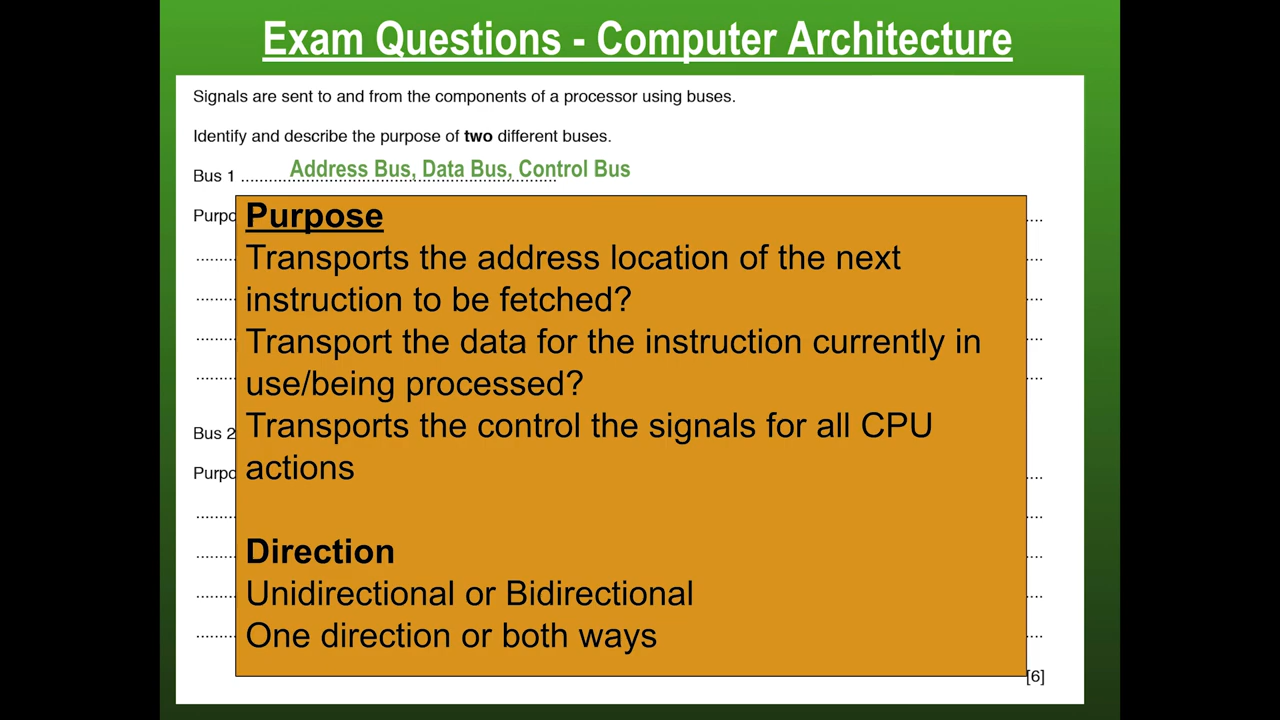 Exam Questions - Computer Architecture
Signals are sent to and from the components of a processor using buses.
Identify and describe the purpose of two different buses.
Bus 1 ........ Address Bus, Data Bus, Control Bus
Purpo
Purpose
Transports the address location of the next
instruction to be fetched?
Transport the data for the instruction currently in
use/being processed?
Bus 2
Transports the control the signals for all CPU
Purpo
actions
Direction
Unidirectional or Bidirectional
One direction or both ways
[6]